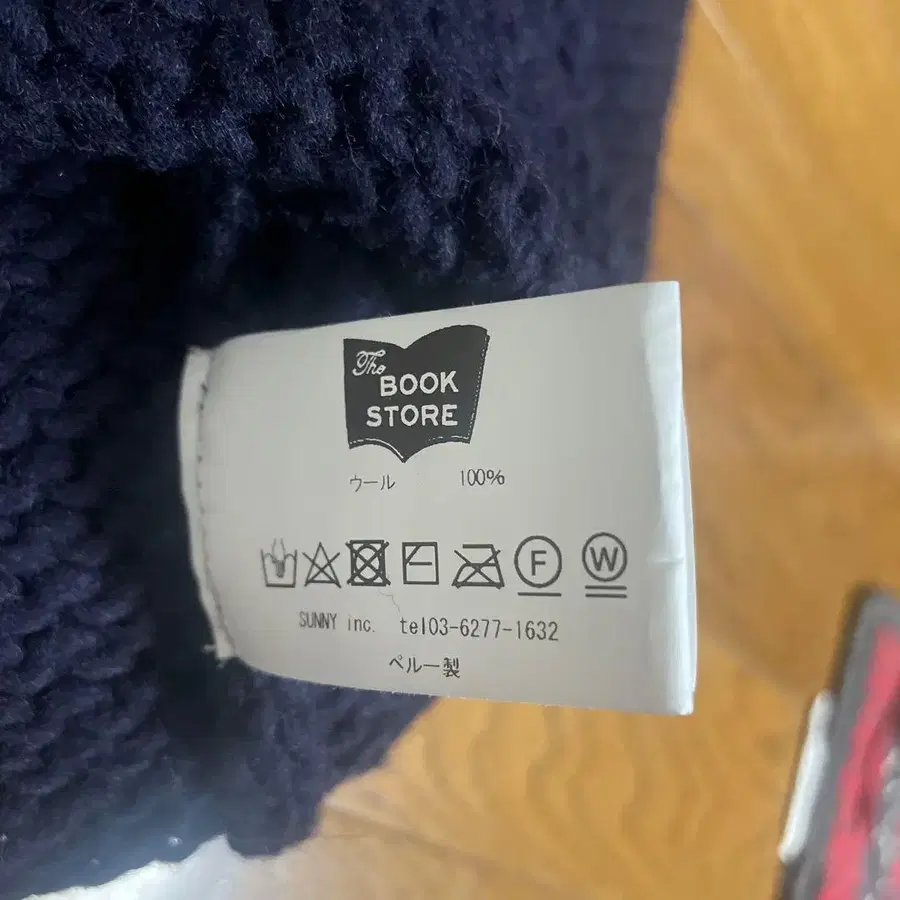 The
BOOK
STORE
ウール 100%
F W
SUNNY inc. tel03-6277-1632
ペルー製